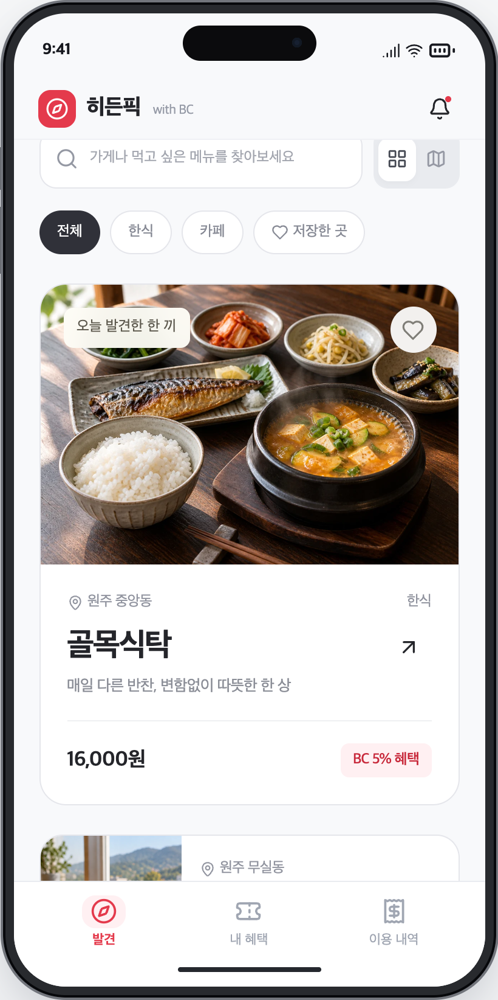 9:41
히든픽 with BC
가게나 먹고 싶은 메뉴를 찾아보세요
전체 한식 카페 저장한 곳
오늘 발견한 한 끼
원주 중앙동 한식
골목식탁
매일 다른 반찬, 변함없이 따뜻한 한 상
16,000원 BC 5% 혜택
원주 무실동
발견 내 혜택 이용 내역